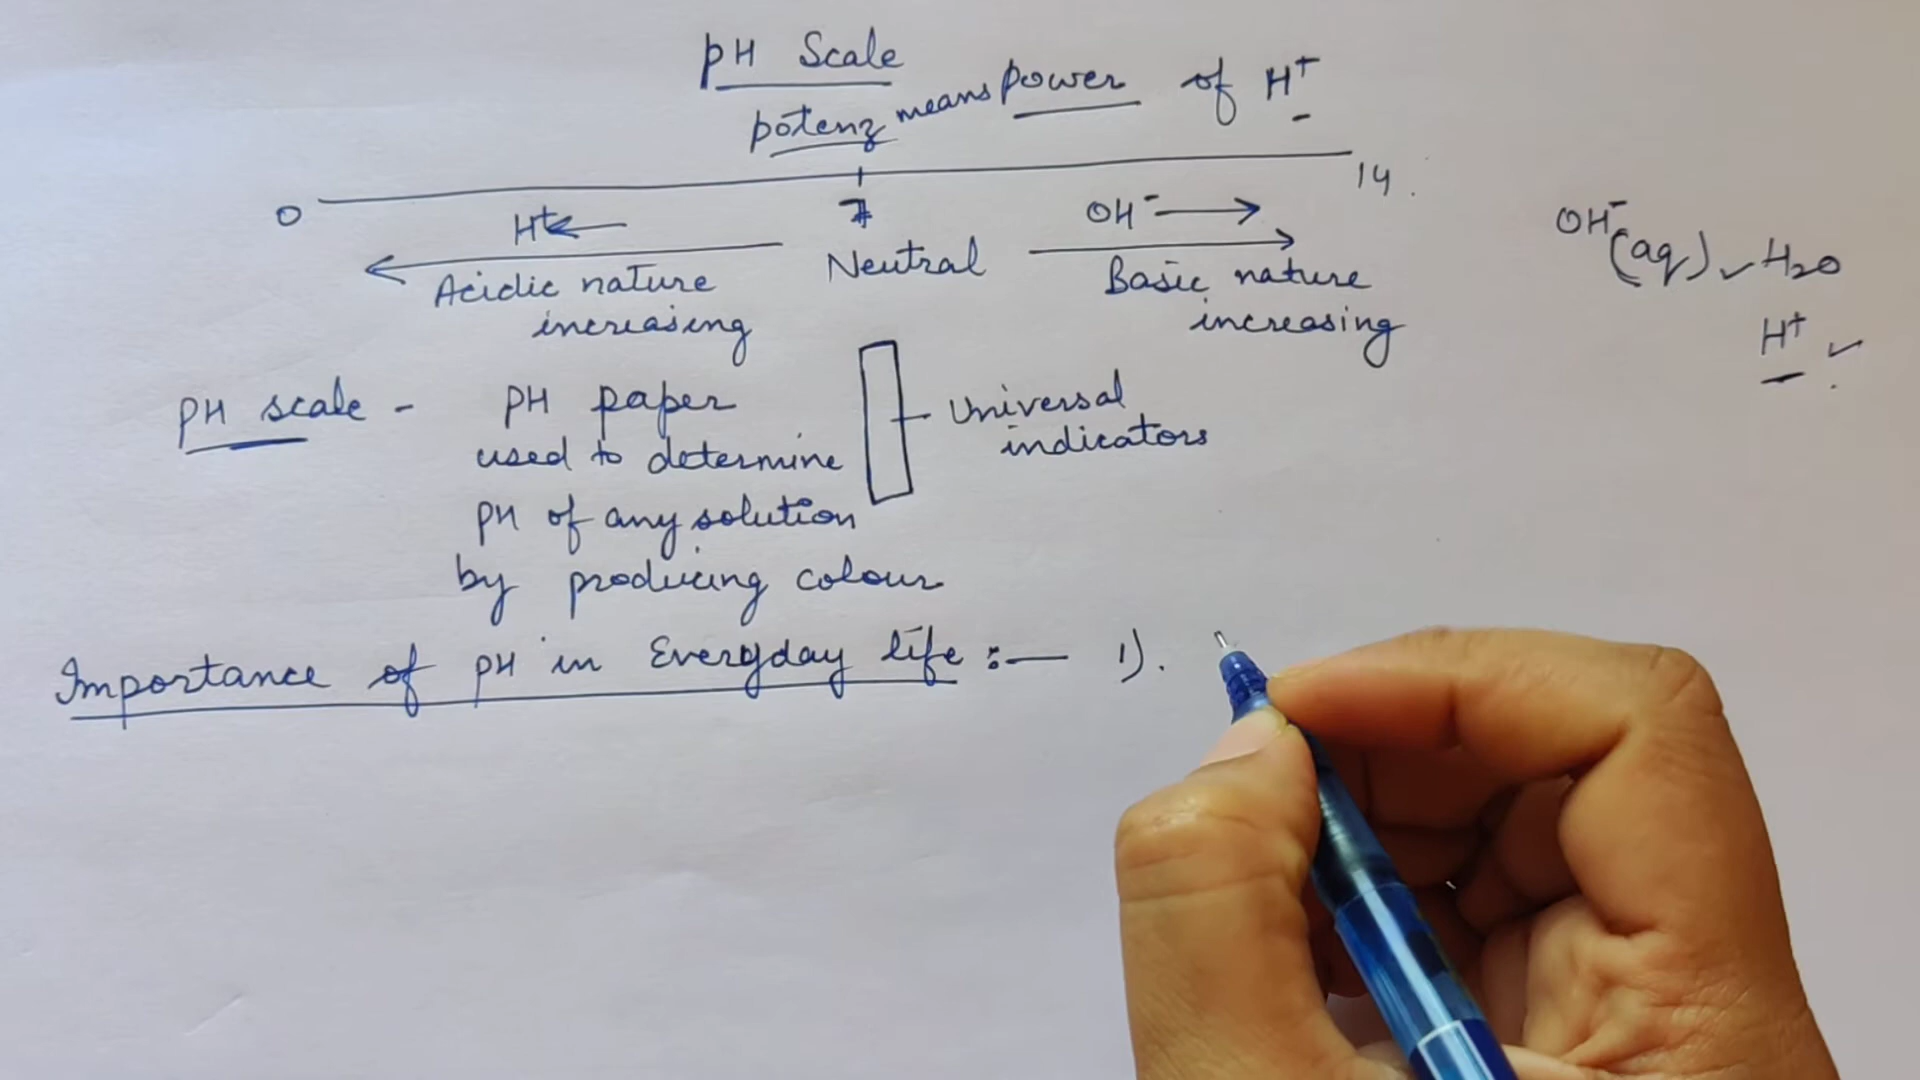 pH Scale
potenz means power of H⁺
0 7 14.
H⁺ ← OH⁻ →
Acidic nature increasing
Neutral
Basic nature increasing
OH⁻(aq) ✓ H₂O
H⁺ ✓
pH scale - pH paper
used to determine
pH of any solution
by producing colour
Universal
indicators
Importance of pH in Everyday life :— 1).